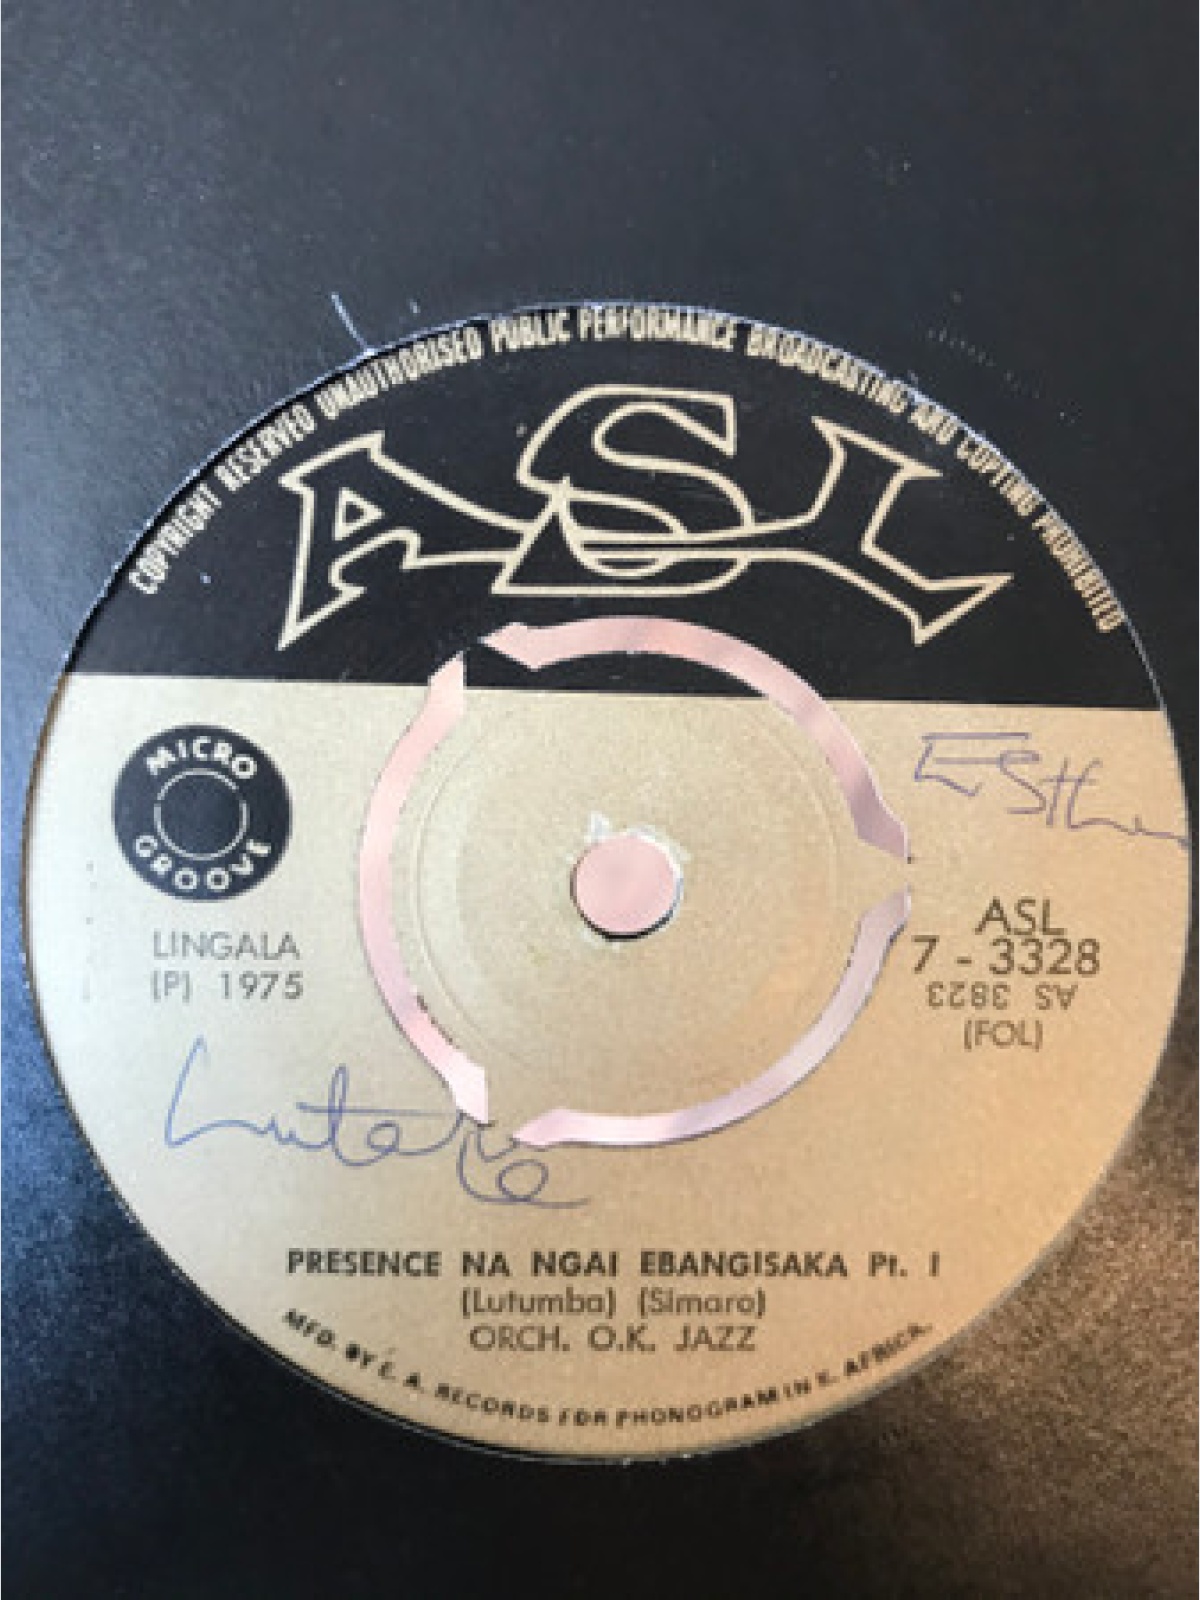 COPYRIGHT RESERVED UNAUTHORISED PUBLIC PERFORMANCE BROADCASTING AND COPYING PROHIBITED
ASL
MICRO
GROOVE
Esther
LINGALA
(P) 1975
ASL
7 - 3328
AS 3823
(FOL)
PRESENCE NA NGAI EBANGISAKA Pt. I
(Lutumba) (Simaro)
ORCH. O.K. JAZZ
MFD. BY E. A. RECORDS FOR PHONOGRAM IN E. AFRICA.